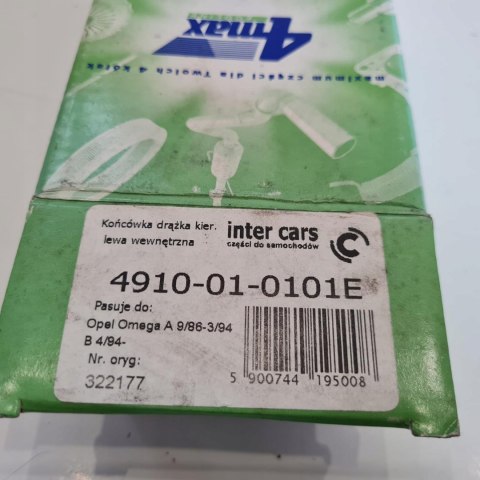 4max
maximum części dla Twoich 4 kółek
Końcówka drążka kier.
lewa wewnętrzna
inter cars
części do samochodów
4910-01-0101E
Pasuje do:
Opel Omega A 9/86-3/94
B 4/94-
Nr. oryg:
322177
5 900744 195008